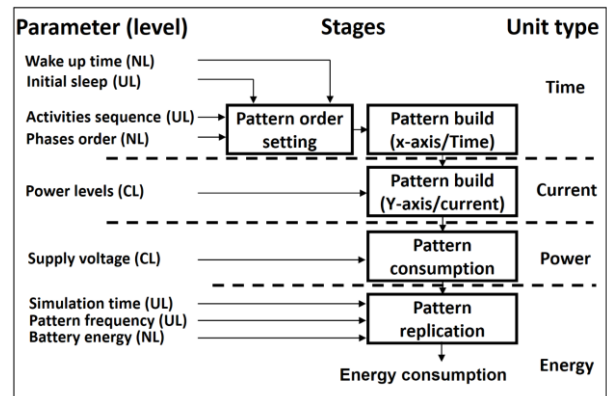 Parameter (level) Stages Unit type
Wake up time (NL)
Initial sleep (UL)
Time
Activities sequence (UL)
Phases order (NL)
Pattern order
setting
Pattern build
(x-axis/Time)
Power levels (CL)
Pattern build
(Y-axis/current)
Current
Supply voltage (CL)
Pattern
consumption
Power
Simulation time (UL)
Pattern frequency (UL)
Battery energy (NL)
Pattern
replication
Energy
Energy consumption